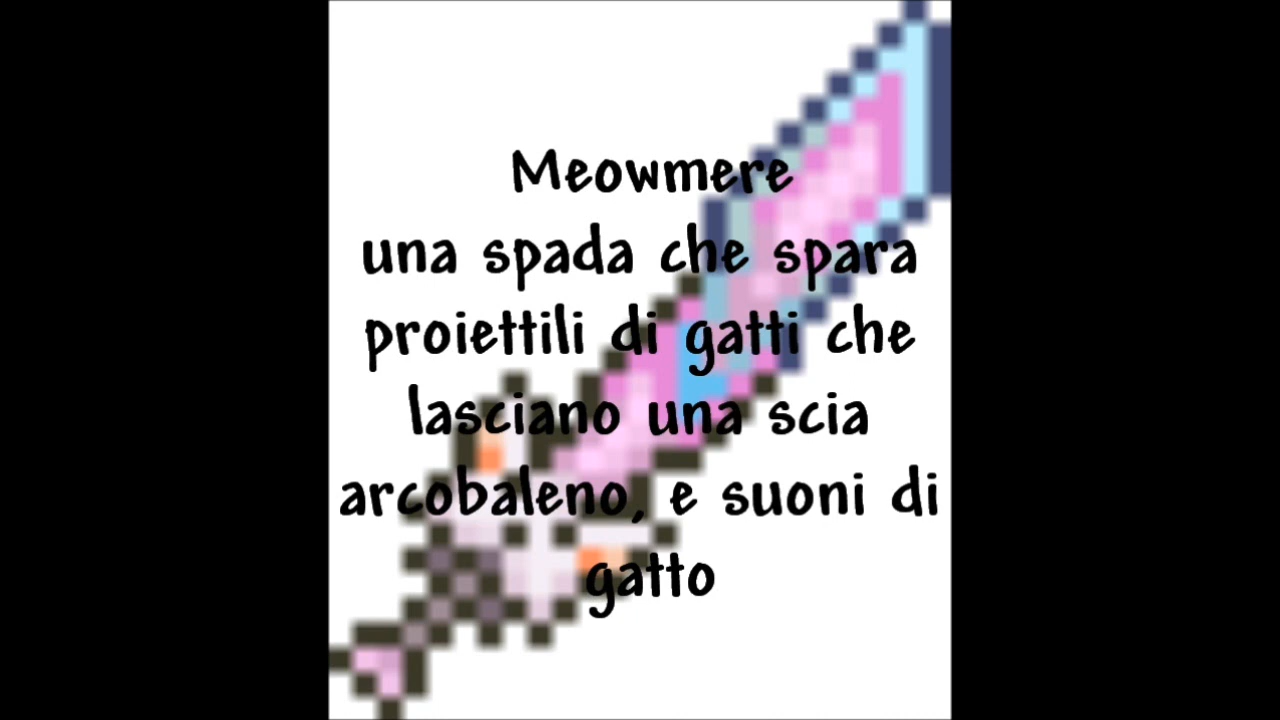 Meowmere
una spada che spara
proiettili di gatti che
lasciano una scia
arcobaleno, e suoni di
gatto